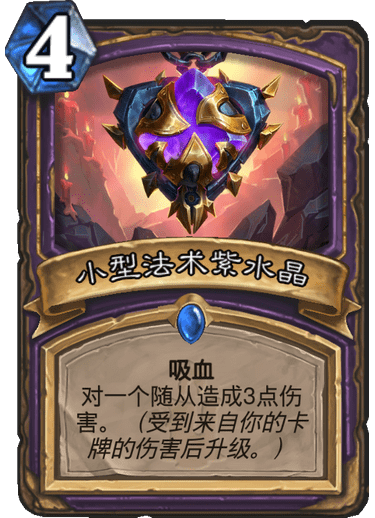 4
小型法术紫水晶
吸血
对一个随从造成3点伤
害。（受到来自你的卡
牌的伤害后升级。）